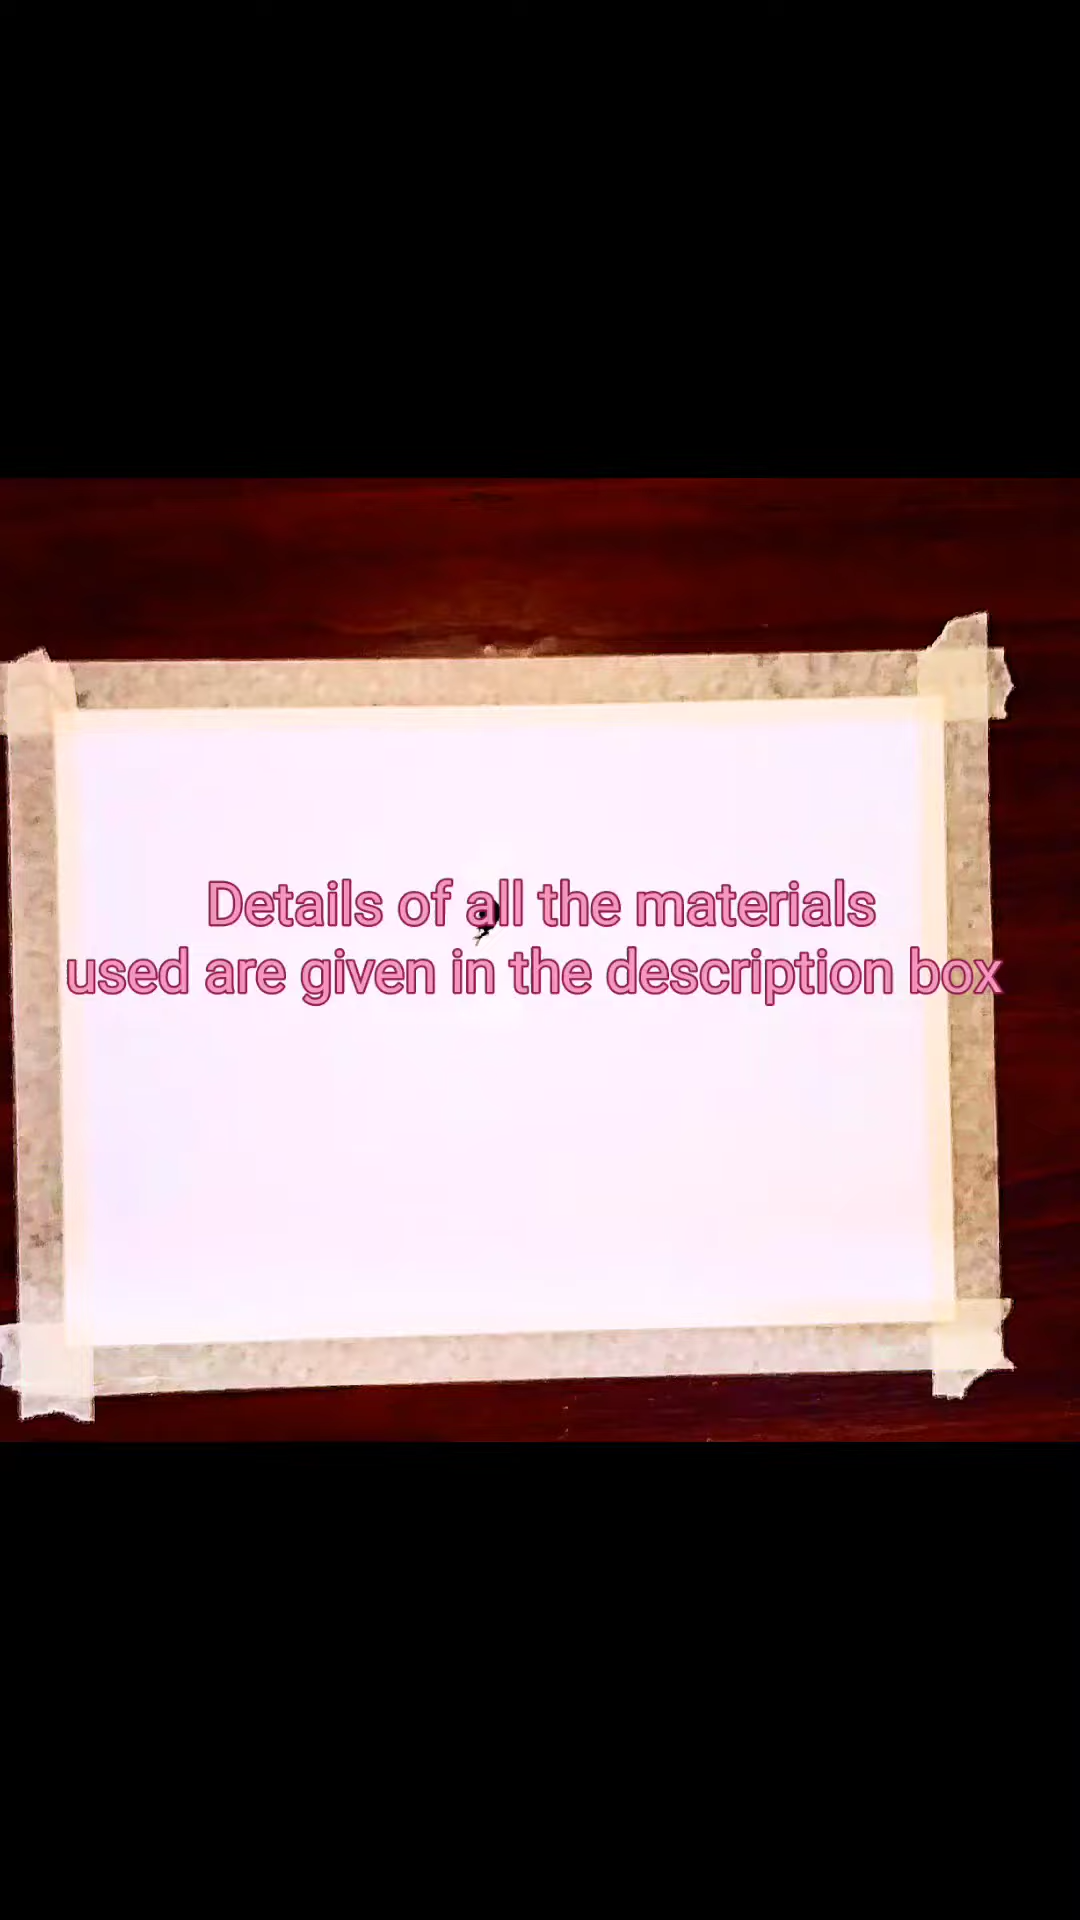 Details of all the materials
used are given in the description box